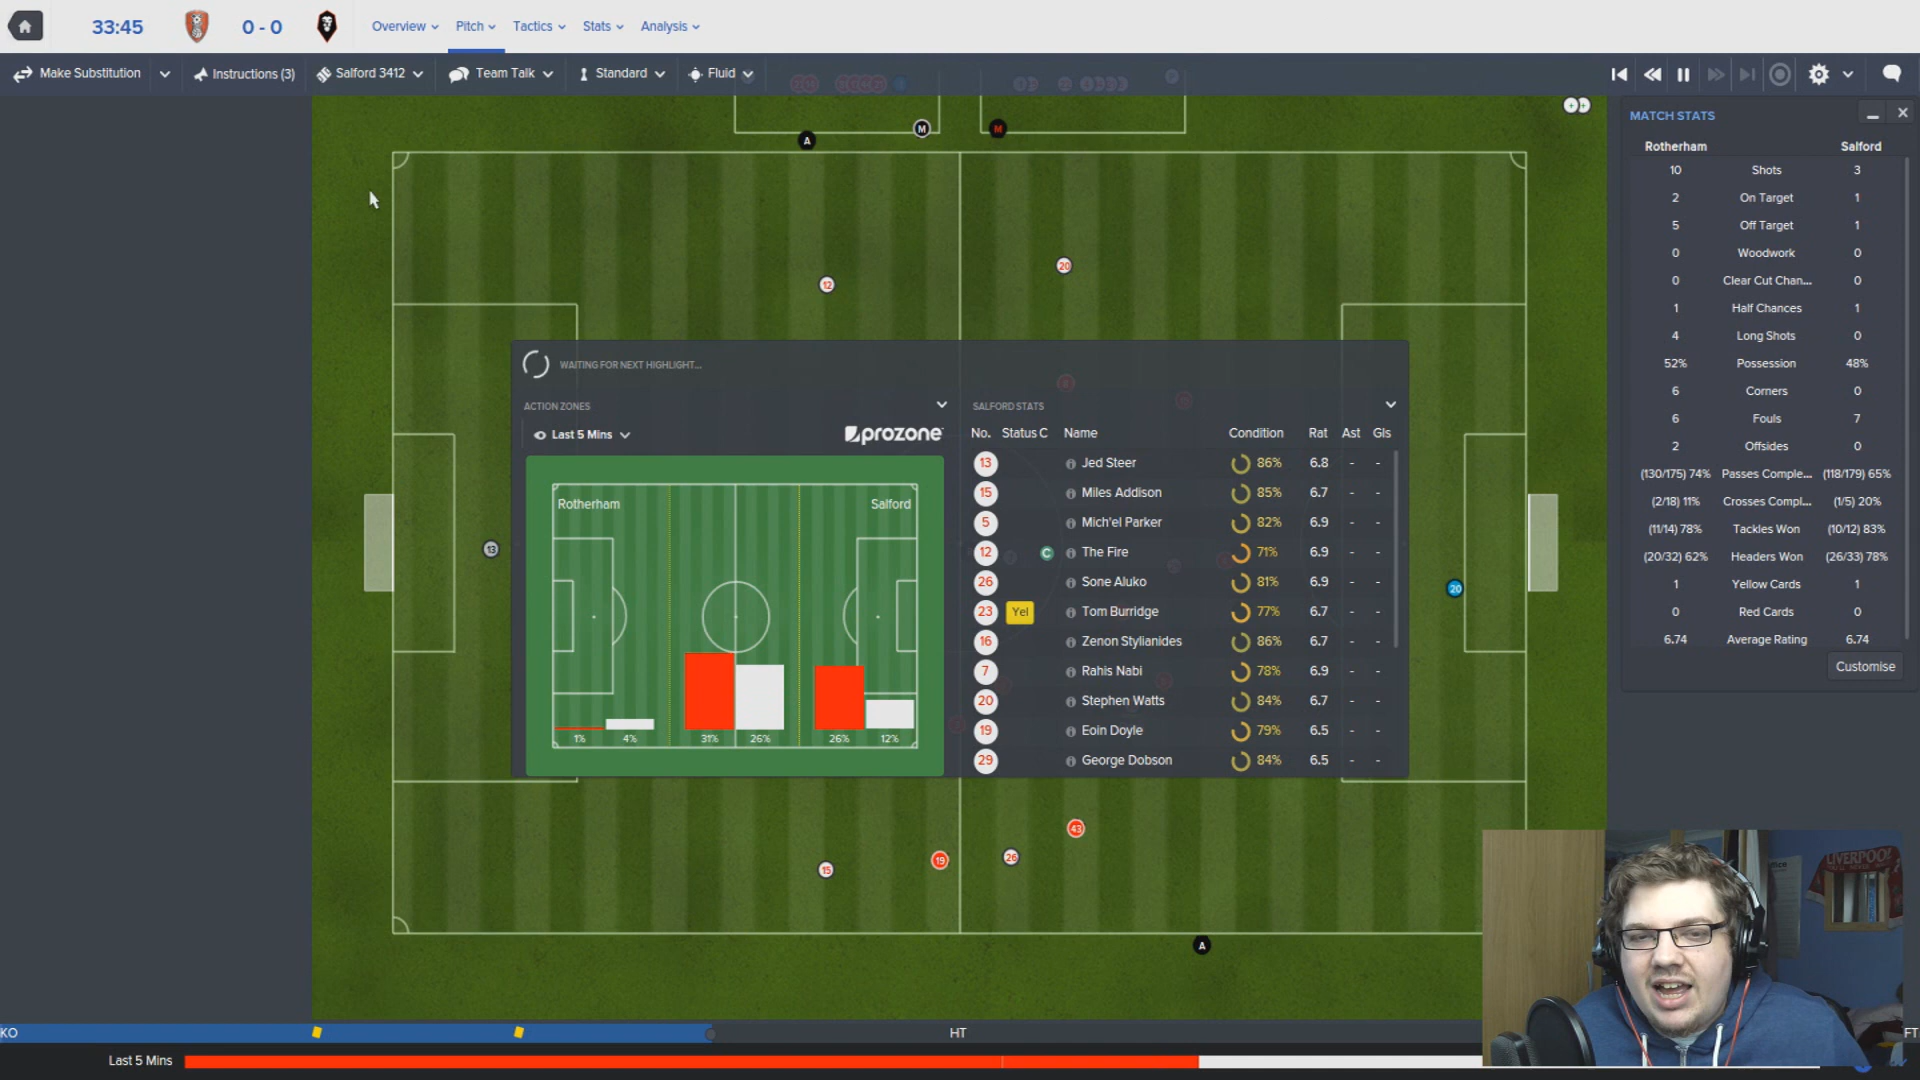 33:45 0 - 0 Overview Pitch Tactics Stats Analysis
Make Substitution Instructions (3) Salford 3412 Team Talk Standard Fluid
A M M
MATCH STATS
Rotherham Salford
10 Shots 3
2 On Target 1
5 Off Target 1
0 Woodwork 0
0 Clear Cut Chan... 0
1 Half Chances 1
4 Long Shots 0
52% Possession 48%
6 Corners 0
6 Fouls 7
2 Offsides 0
(130/175) 74% Passes Comple... (118/179) 65%
(2/18) 11% Crosses Compl... (1/5) 20%
(11/14) 78% Tackles Won (10/12) 83%
(20/32) 62% Headers Won (26/33) 78%
1 Yellow Cards 1
0 Red Cards 0
6.74 Average Rating 6.74
Customise
12 20
WAITING FOR NEXT HIGHLIGHT...
ACTION ZONES
Last 5 Mins prozone
Rotherham Salford
1% 4% 31% 26% 26% 12%
SALFORD STATS
No. Status C Name Condition Rat Ast Gls
13 Jed Steer 86% 6.8 - -
15 Miles Addison 85% 6.7 - -
5 Mich'el Parker 82% 6.9 - -
12 C The Fire 71% 6.9 - -
26 Sone Aluko 81% 6.9 - -
23 Yel Tom Burridge 77% 6.7 - -
16 Zenon Stylianides 86% 6.7 - -
7 Rahis Nabi 78% 6.9 - -
20 Stephen Watts 84% 6.7 - -
19 Eoin Doyle 79% 6.5 - -
29 George Dobson 84% 6.5 - -
13 20
43
15 19 26
A
LIVERPOOL
KO HT FT
Last 5 Mins